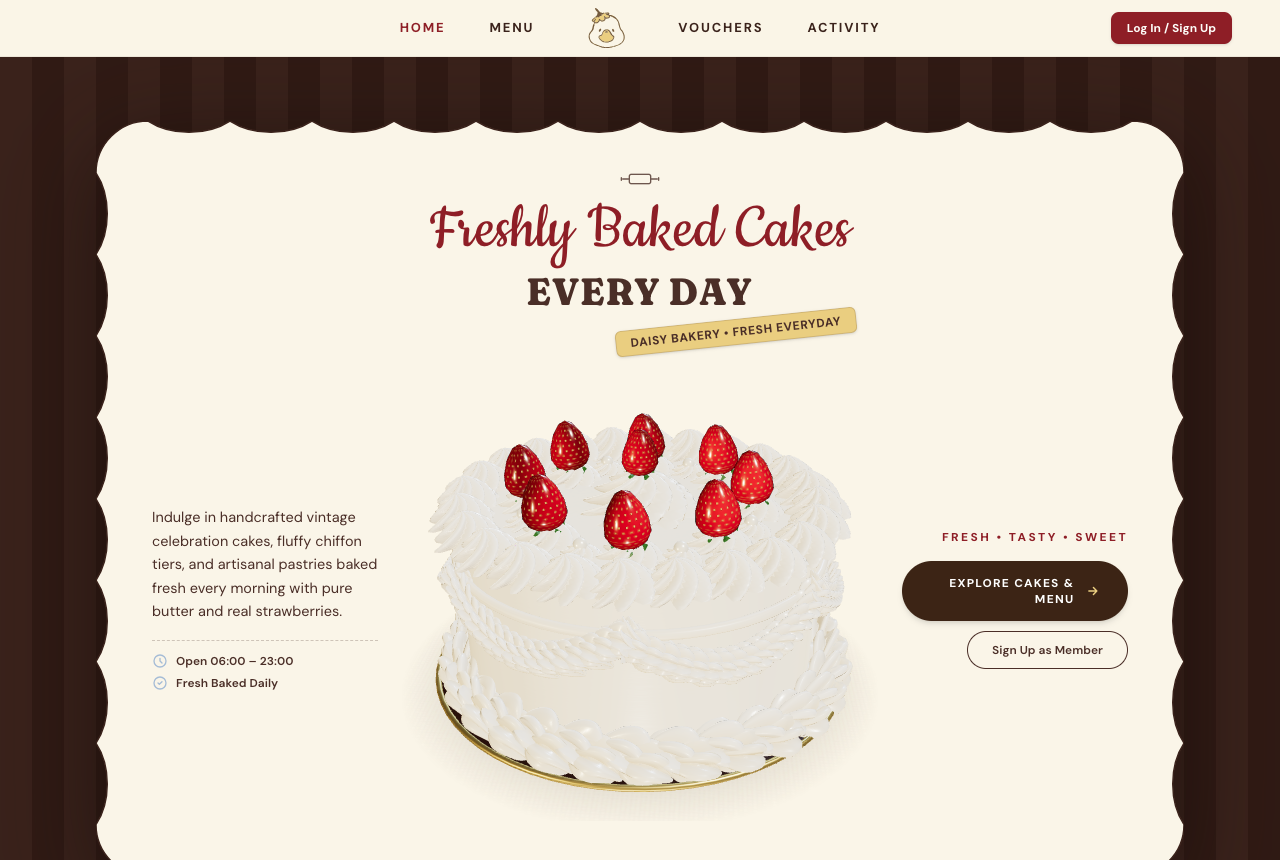 HOME
MENU
VOUCHERS
ACTIVITY
Log In / Sign Up
Freshly Baked Cakes
EVERY DAY
DAISY BAKERY • FRESH EVERYDAY
Indulge in handcrafted vintage
celebration cakes, fluffy chiffon
tiers, and artisanal pastries baked
fresh every morning with pure
butter and real strawberries.
Open 06:00 – 23:00
Fresh Baked Daily
FRESH • TASTY • SWEET
EXPLORE CAKES &
MENU
Sign Up as Member